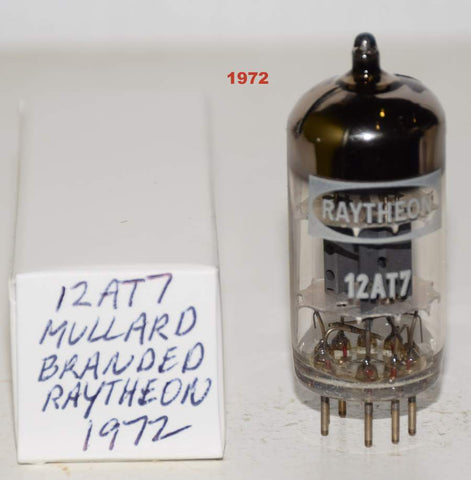 1972
RAYTHEON
12AT7
12AT7
MULLARD
BRANDED
RAYTHEON
1972